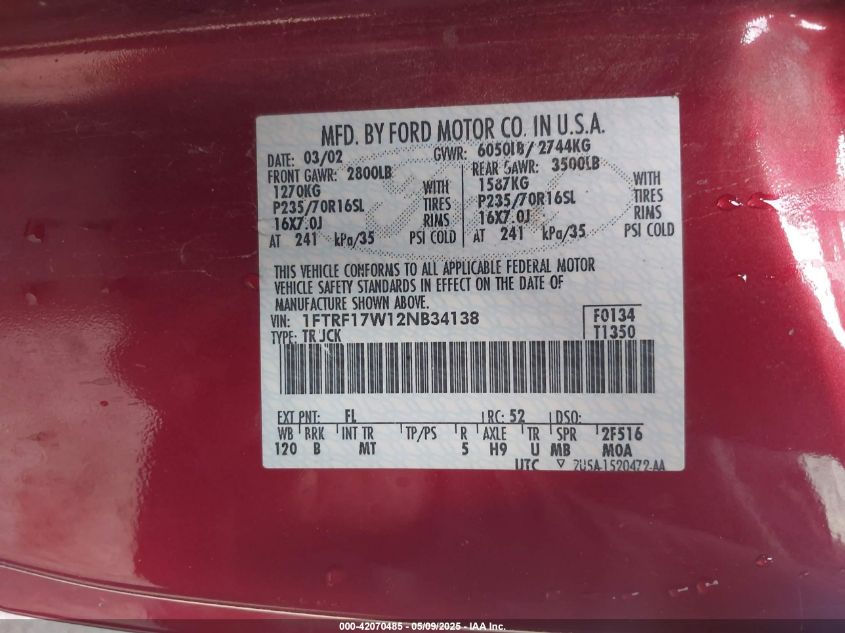 MFD. BY FORD MOTOR CO. IN U.S.A.
DATE: 03/02 GVWR: 6050LB / 2744KG
FRONT GAWR: 2800LB REAR GAWR: 3500LB
1270KG WITH 1587KG WITH
P235/70R16SL TIRES P235/70R16SL TIRES
16X7.0J RIMS 16X7.0J RIMS
AT 241 kPa/35 PSI COLD AT 241 kPa/35 PSI COLD
THIS VEHICLE CONFORMS TO ALL APPLICABLE FEDERAL MOTOR
VEHICLE SAFETY STANDARDS IN EFFECT ON THE DATE OF
MANUFACTURE SHOWN ABOVE.
VIN: 1FTRF17W12NB34138 F0134
TYPE: TRUCK T1350
EXT PNT: FL RC: 52 DSO:
WB BRK INT TR TP/PS R AXLE TR SPR 2F516
120 B MT 5 H9 U MB MOA
UTC ▽ 7U5A-1520472-AA
000-42070485 - 05/09/2025 - IAA Inc.